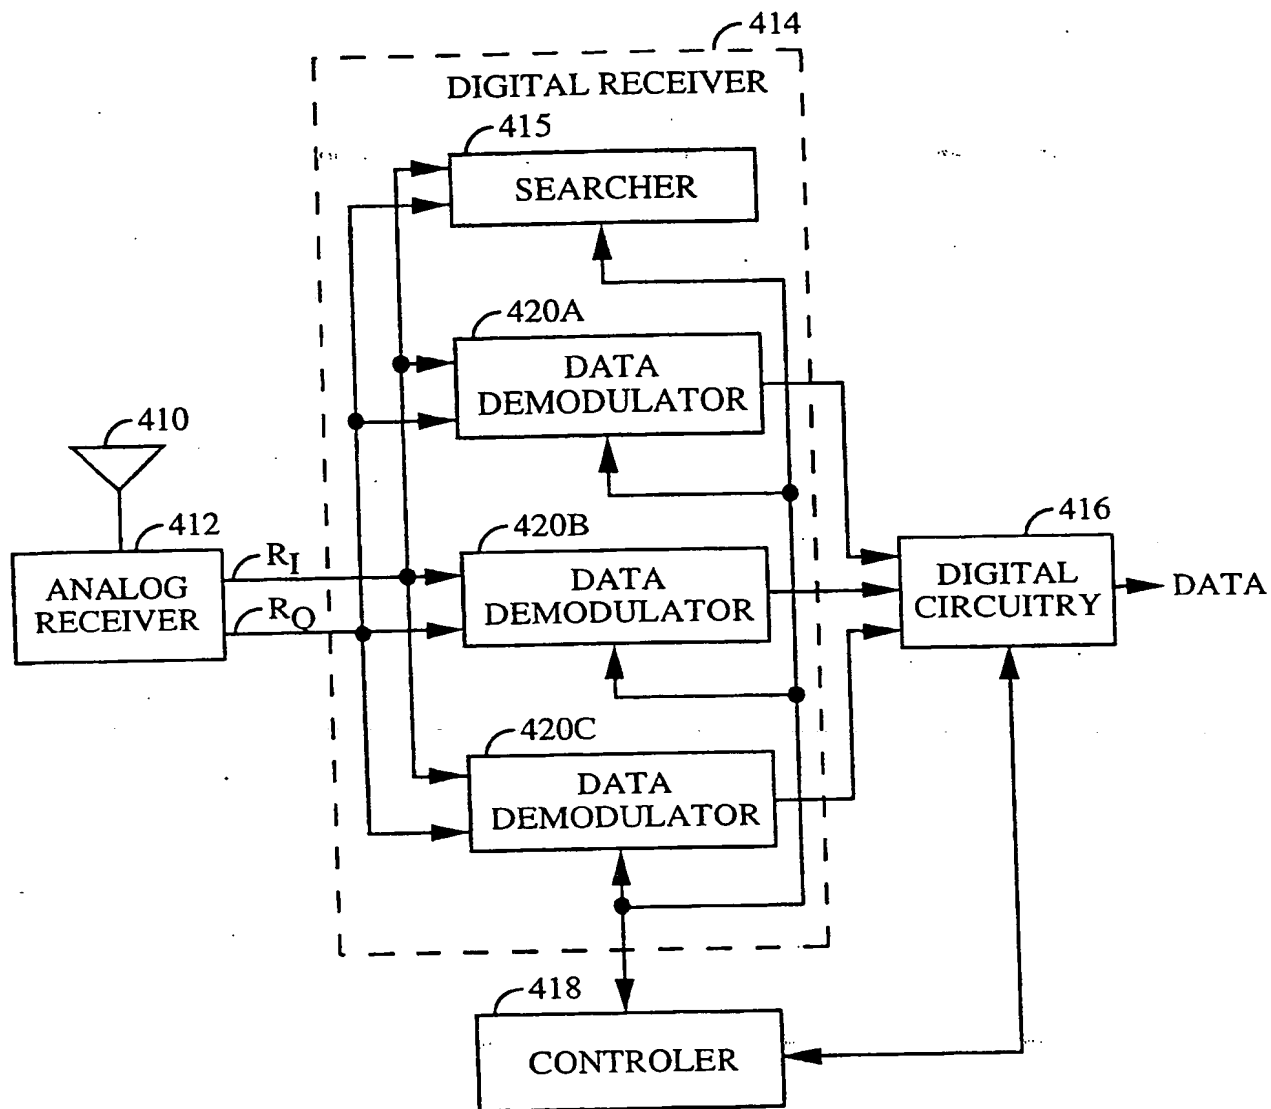 414
DIGITAL RECEIVER
415
SEARCHER
420A
DATA
DEMODULATOR
410
412
ANALOG
RECEIVER
R_I
R_Q
420B
DATA
DEMODULATOR
416
DIGITAL
CIRCUITRY
DATA
420C
DATA
DEMODULATOR
418
CONTROLER